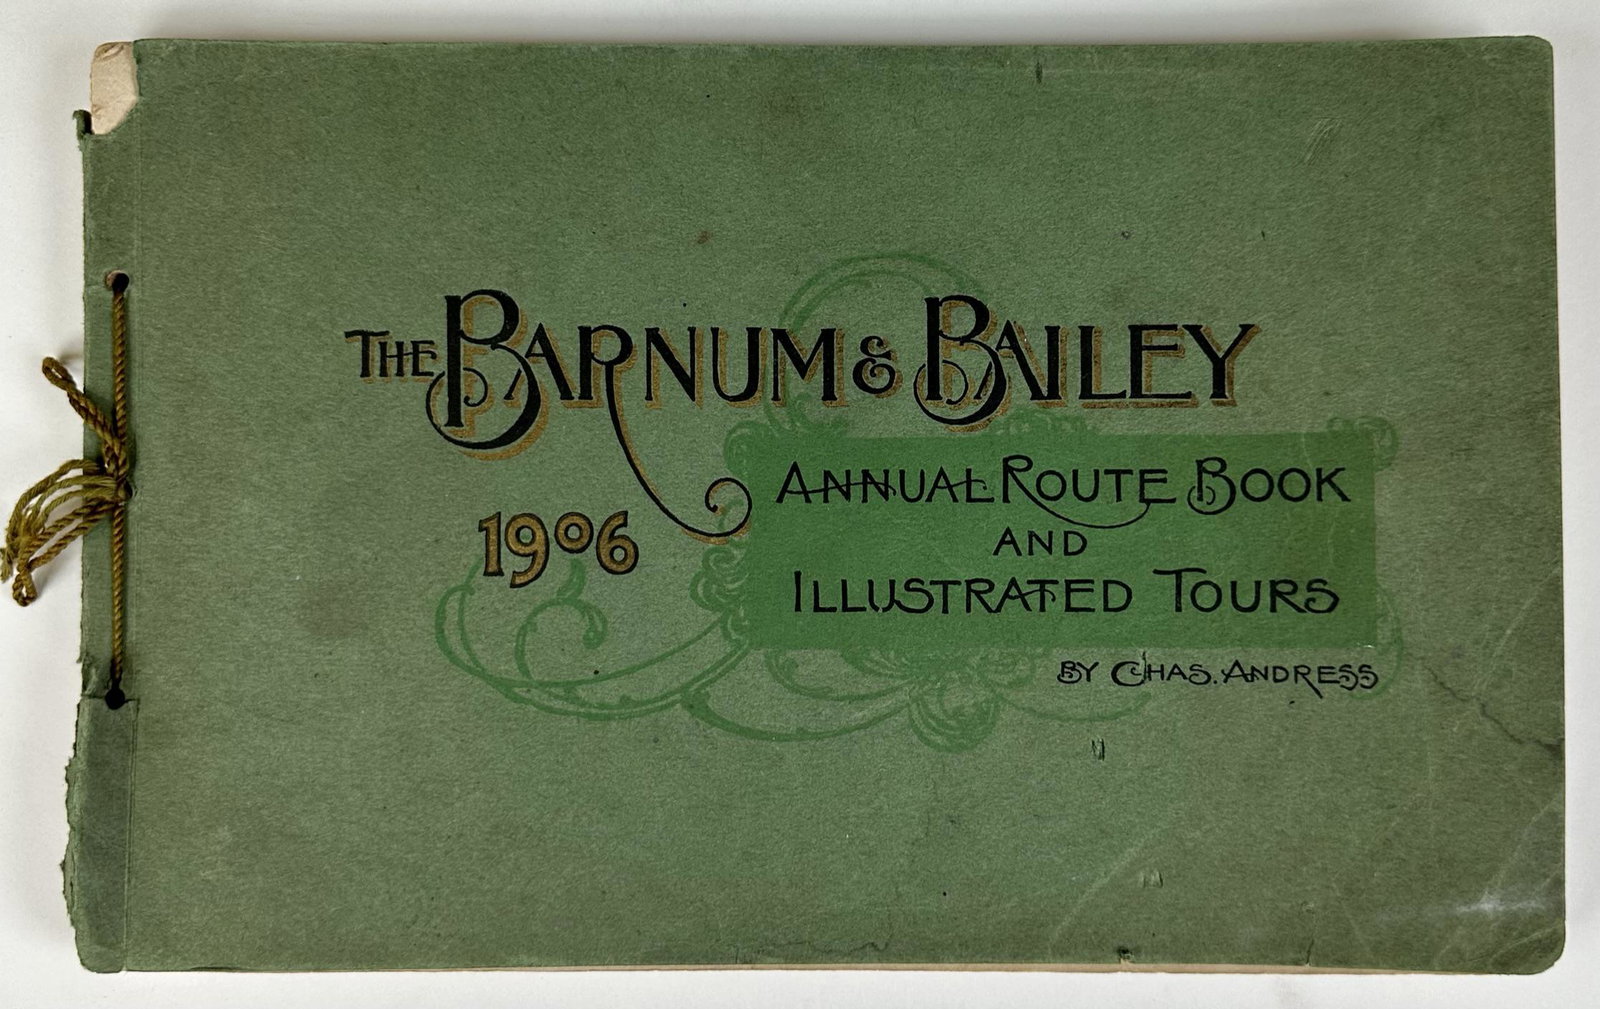 THE BARNUM & BAILEY
ANNUAL ROUTE BOOK
1906
AND
ILLUSTRATED TOURS
BY CHAS. ANDRESS